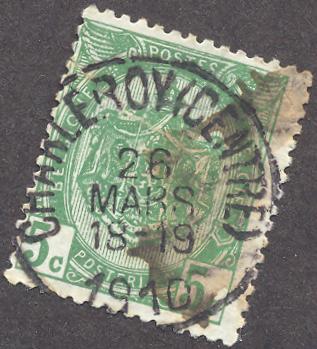 POSTES
CHARLEROY (CENTRE)
26
MARS
18-19
1910
5c
5